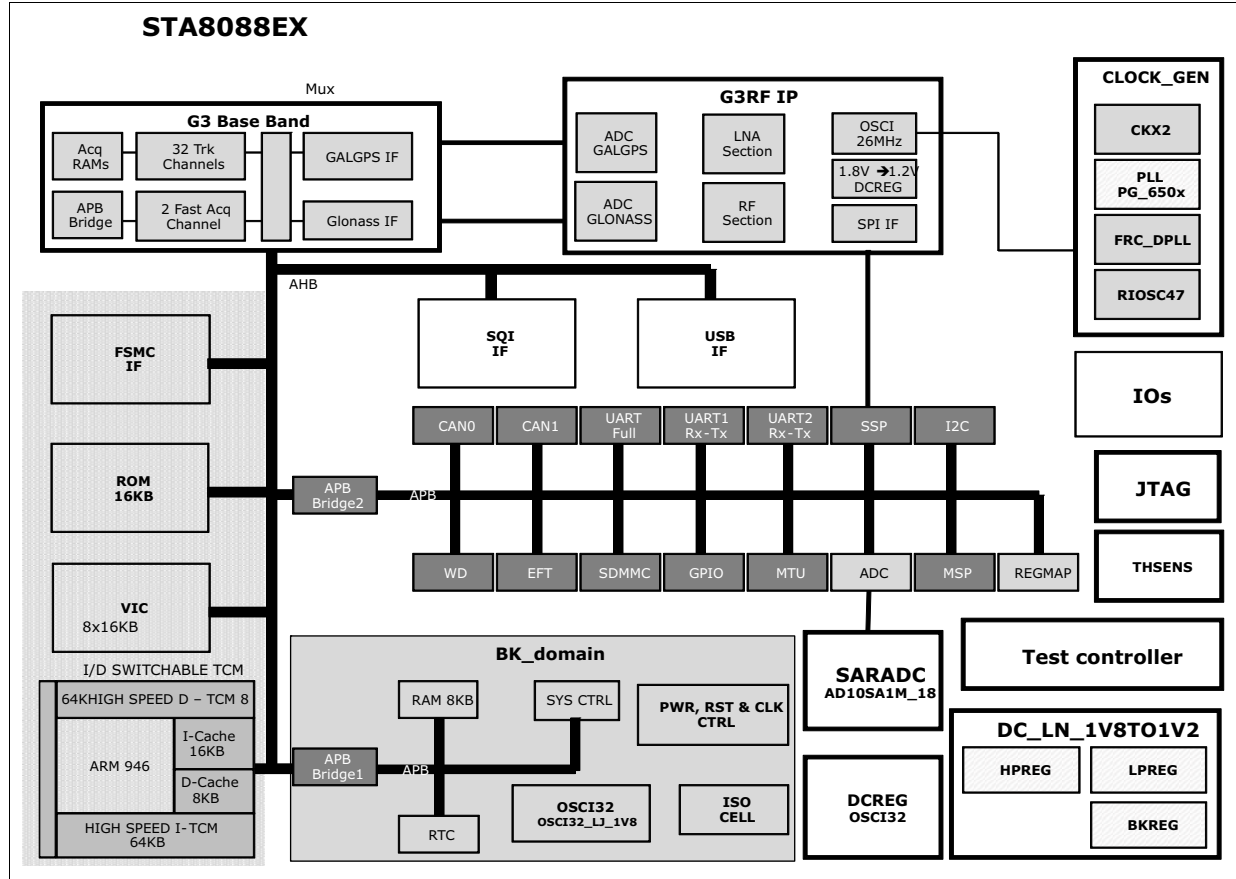 STA8088EX
Mux
G3 Base Band
Acq
RAMs
32 Trk
Channels
GALGPS IF
APB
Bridge
2 Fast Acq
Channel
Glonass IF
G3RF IP
ADC
GALGPS
LNA
Section
OSCI
26MHz
1.8V ➔1.2V
DCREG
ADC
GLONASS
RF
Section
SPI IF
CLOCK_GEN
CKX2
PLL
PG_650x
FRC_DPLL
RIOSC47
AHB
FSMC
IF
SQI
IF
USB
IF
IOs
CAN0
CAN1
UART
Full
UART1
Rx-Tx
UART2
Rx-Tx
SSP
I2C
ROM
16KB
APB
Bridge2
APB
JTAG
WD
EFT
SDMMC
GPIO
MTU
ADC
MSP
REGMAP
THSENS
VIC
8x16KB
I/D SWITCHABLE TCM
64KHIGH SPEED D – TCM 8
ARM 946
I-Cache
16KB
D-Cache
8KB
HIGH SPEED I-TCM
64KB
BK_domain
RAM 8KB
SYS CTRL
PWR, RST & CLK
CTRL
APB
Bridge1
APB
RTC
OSCI32
OSCI32_LJ_1V8
ISO
CELL
SARADC
AD10SA1M_18
Test controller
DCREG
OSCI32
DC_LN_1V8TO1V2
HPREG
LPREG
BKREG